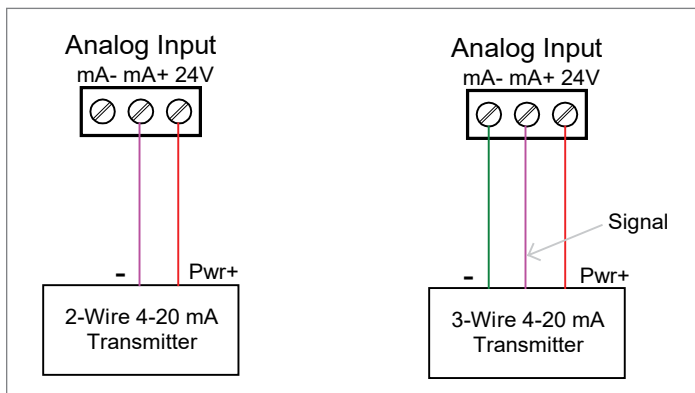 Analog Input
mA- mA+ 24V
- Pwr+
2-Wire 4-20 mA
Transmitter
Analog Input
mA- mA+ 24V
Signal
- Pwr+
3-Wire 4-20 mA
Transmitter